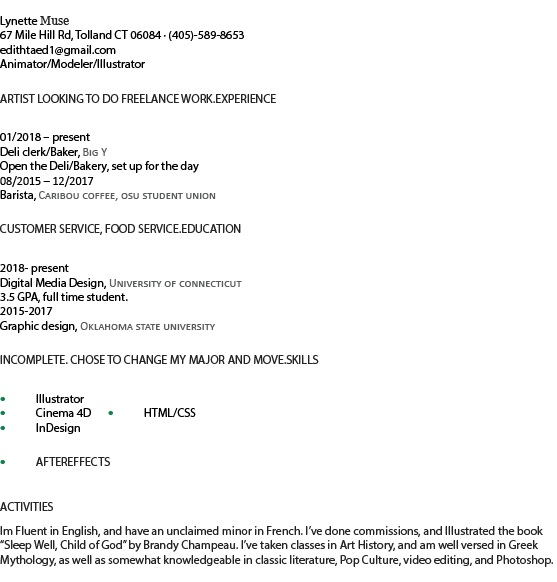 Lynette Muse
67 Mile Hill Rd, Tolland CT 06084 · (405)-589-8653
edithtaed1@gmail.com
Animator/Modeler/Illustrator
ARTIST LOOKING TO DO FREELANCE WORK.EXPERIENCE
01/2018 – present
Deli clerk/Baker, Big Y
Open the Deli/Bakery, set up for the day
08/2015 – 12/2017
Barista, Caribou coffee, osu student union
CUSTOMER SERVICE, FOOD SERVICE.EDUCATION
2018- present
Digital Media Design, University of connecticut
3.5 GPA, full time student.
2015-2017
Graphic design, Oklahoma state university
INCOMPLETE. CHOSE TO CHANGE MY MAJOR AND MOVE.SKILLS
• Illustrator
• Cinema 4D • HTML/CSS
• InDesign
• AFTEREFFECTS
ACTIVITIES
Im Fluent in English, and have an unclaimed minor in French. I’ve done commissions, and Illustrated the book
“Sleep Well, Child of God” by Brandy Champeau. I’ve taken classes in Art History, and am well versed in Greek
Mythology, as well as somewhat knowledgeable in classic literature, Pop Culture, video editing, and Photoshop.